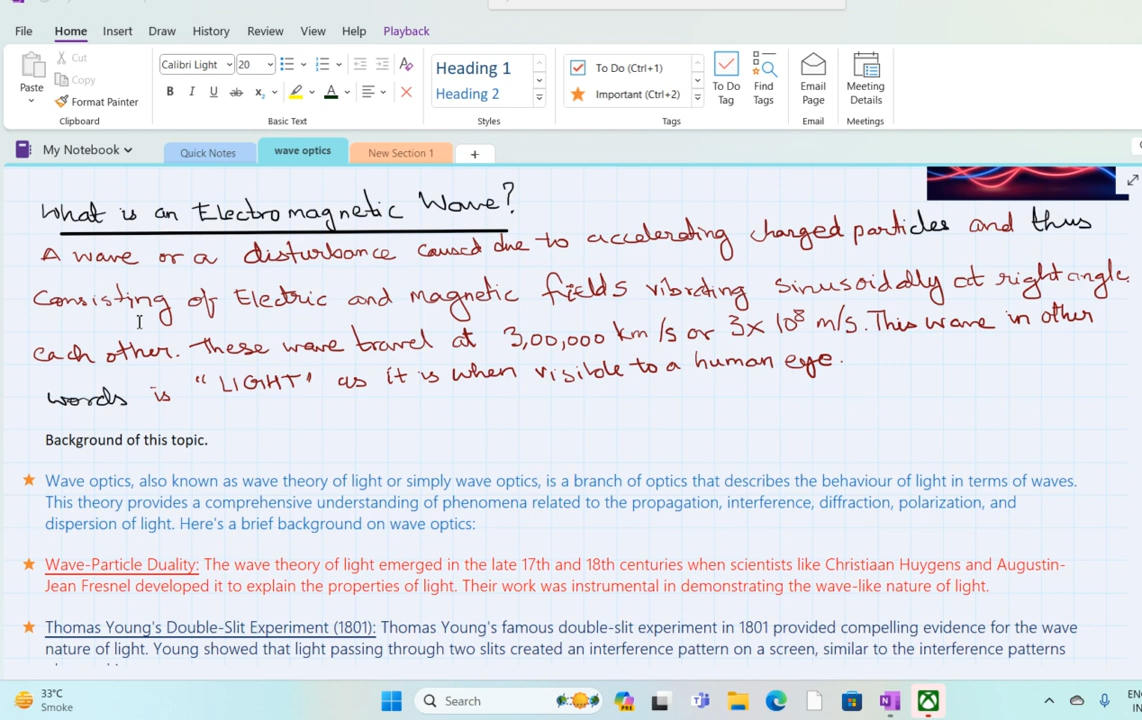 File Home Insert Draw History Review View Help Playback
Paste Cut Copy Format Painter
Calibri Light 20
B I U ab x₂ A
Heading 1
Heading 2
To Do (Ctrl+1)
Important (Ctrl+2)
To Do Tag
Find Tags
Email Page
Meeting Details
Clipboard Basic Text Styles Tags Email Meetings
My Notebook Quick Notes wave optics New Section 1 +
What is an Electromagnetic Wave?
A wave or a disturbance caused due to accelerating charged particles and thus
Consisting of Electric and magnetic fields vibrating sinusoidally at right angle
each other. These wave travel at 3,00,000 km/s or 3x10⁸ m/s. This wave in other
words is "LIGHT" as it is when visible to a human eye.
Background of this topic.
Wave optics, also known as wave theory of light or simply wave optics, is a branch of optics that describes the behaviour of light in terms of waves.
This theory provides a comprehensive understanding of phenomena related to the propagation, interference, diffraction, polarization, and
dispersion of light. Here's a brief background on wave optics:
Wave-Particle Duality: The wave theory of light emerged in the late 17th and 18th centuries when scientists like Christiaan Huygens and Augustin-
Jean Fresnel developed it to explain the properties of light. Their work was instrumental in demonstrating the wave-like nature of light.
Thomas Young's Double-Slit Experiment (1801): Thomas Young's famous double-slit experiment in 1801 provided compelling evidence for the wave
nature of light. Young showed that light passing through two slits created an interference pattern on a screen, similar to the interference patterns
33°C
Smoke
Search